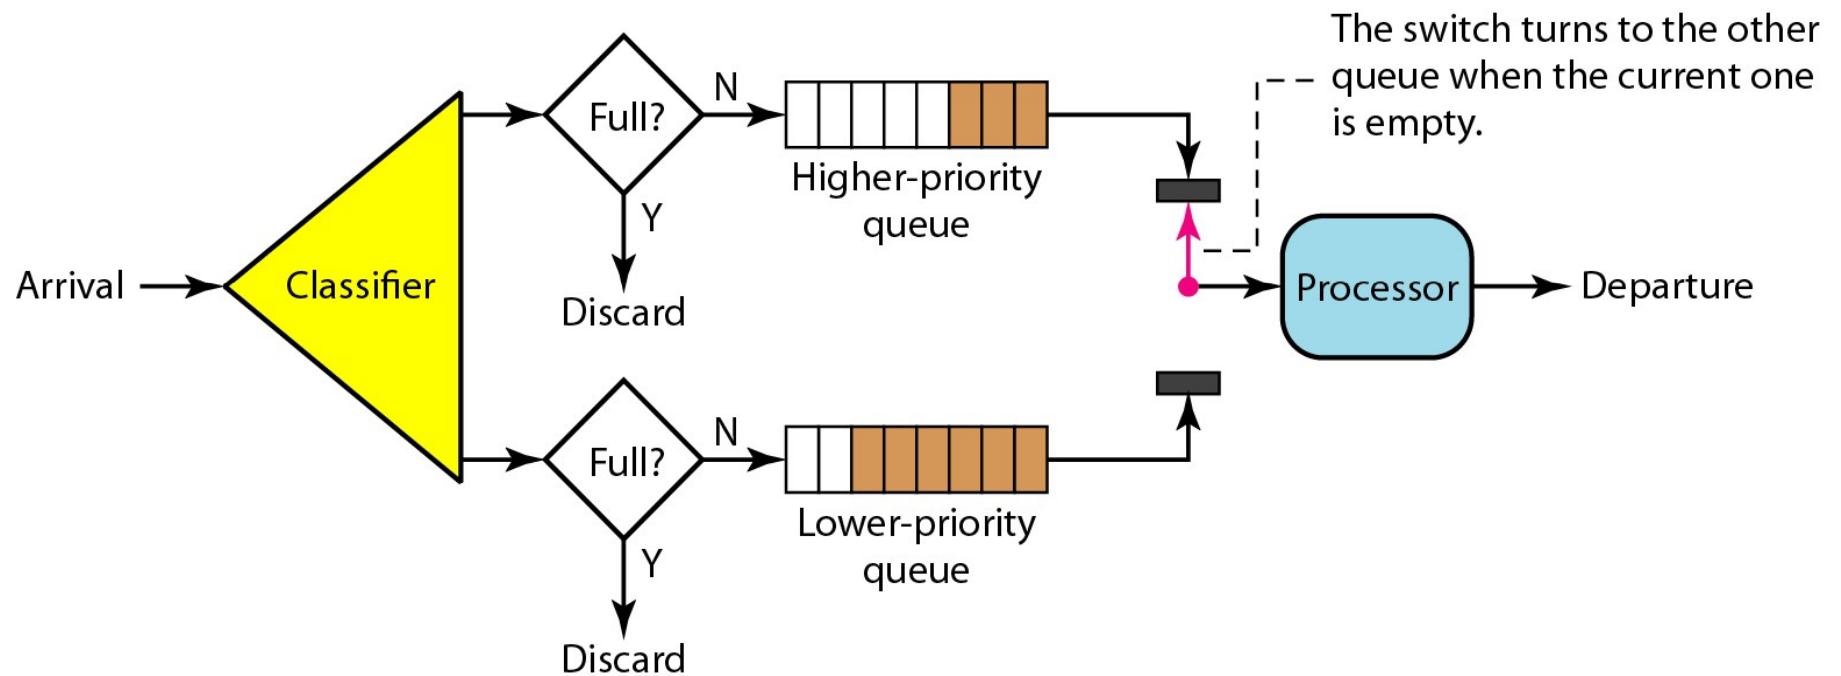 The switch turns to the other
queue when the current one
is empty.
Full?
N
Y
Discard
Higher-priority
queue
Arrival
Classifier
Processor
Departure
Full?
N
Y
Discard
Lower-priority
queue